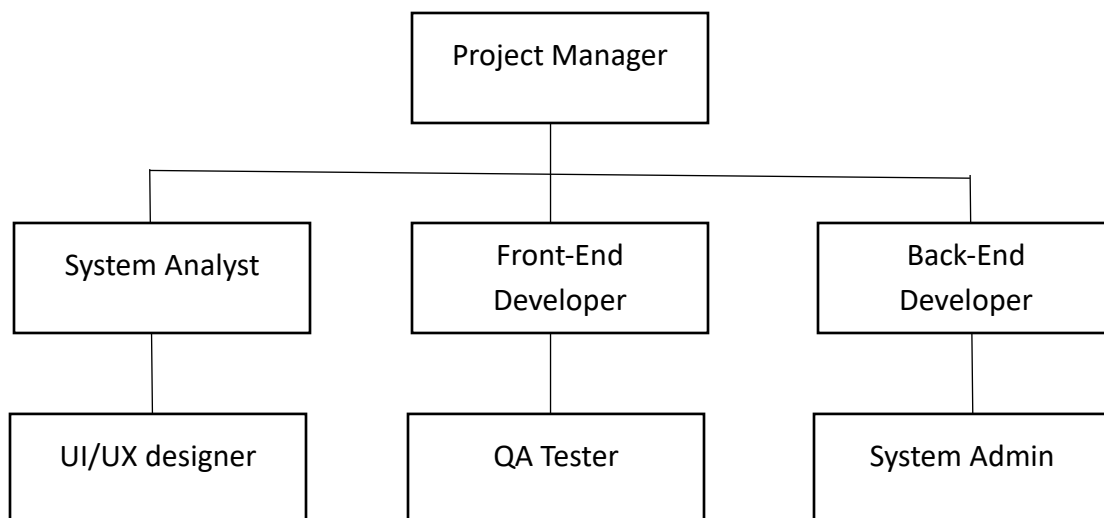 Project Manager
System Analyst
Front-End
Developer
Back-End
Developer
UI/UX designer
QA Tester
System Admin